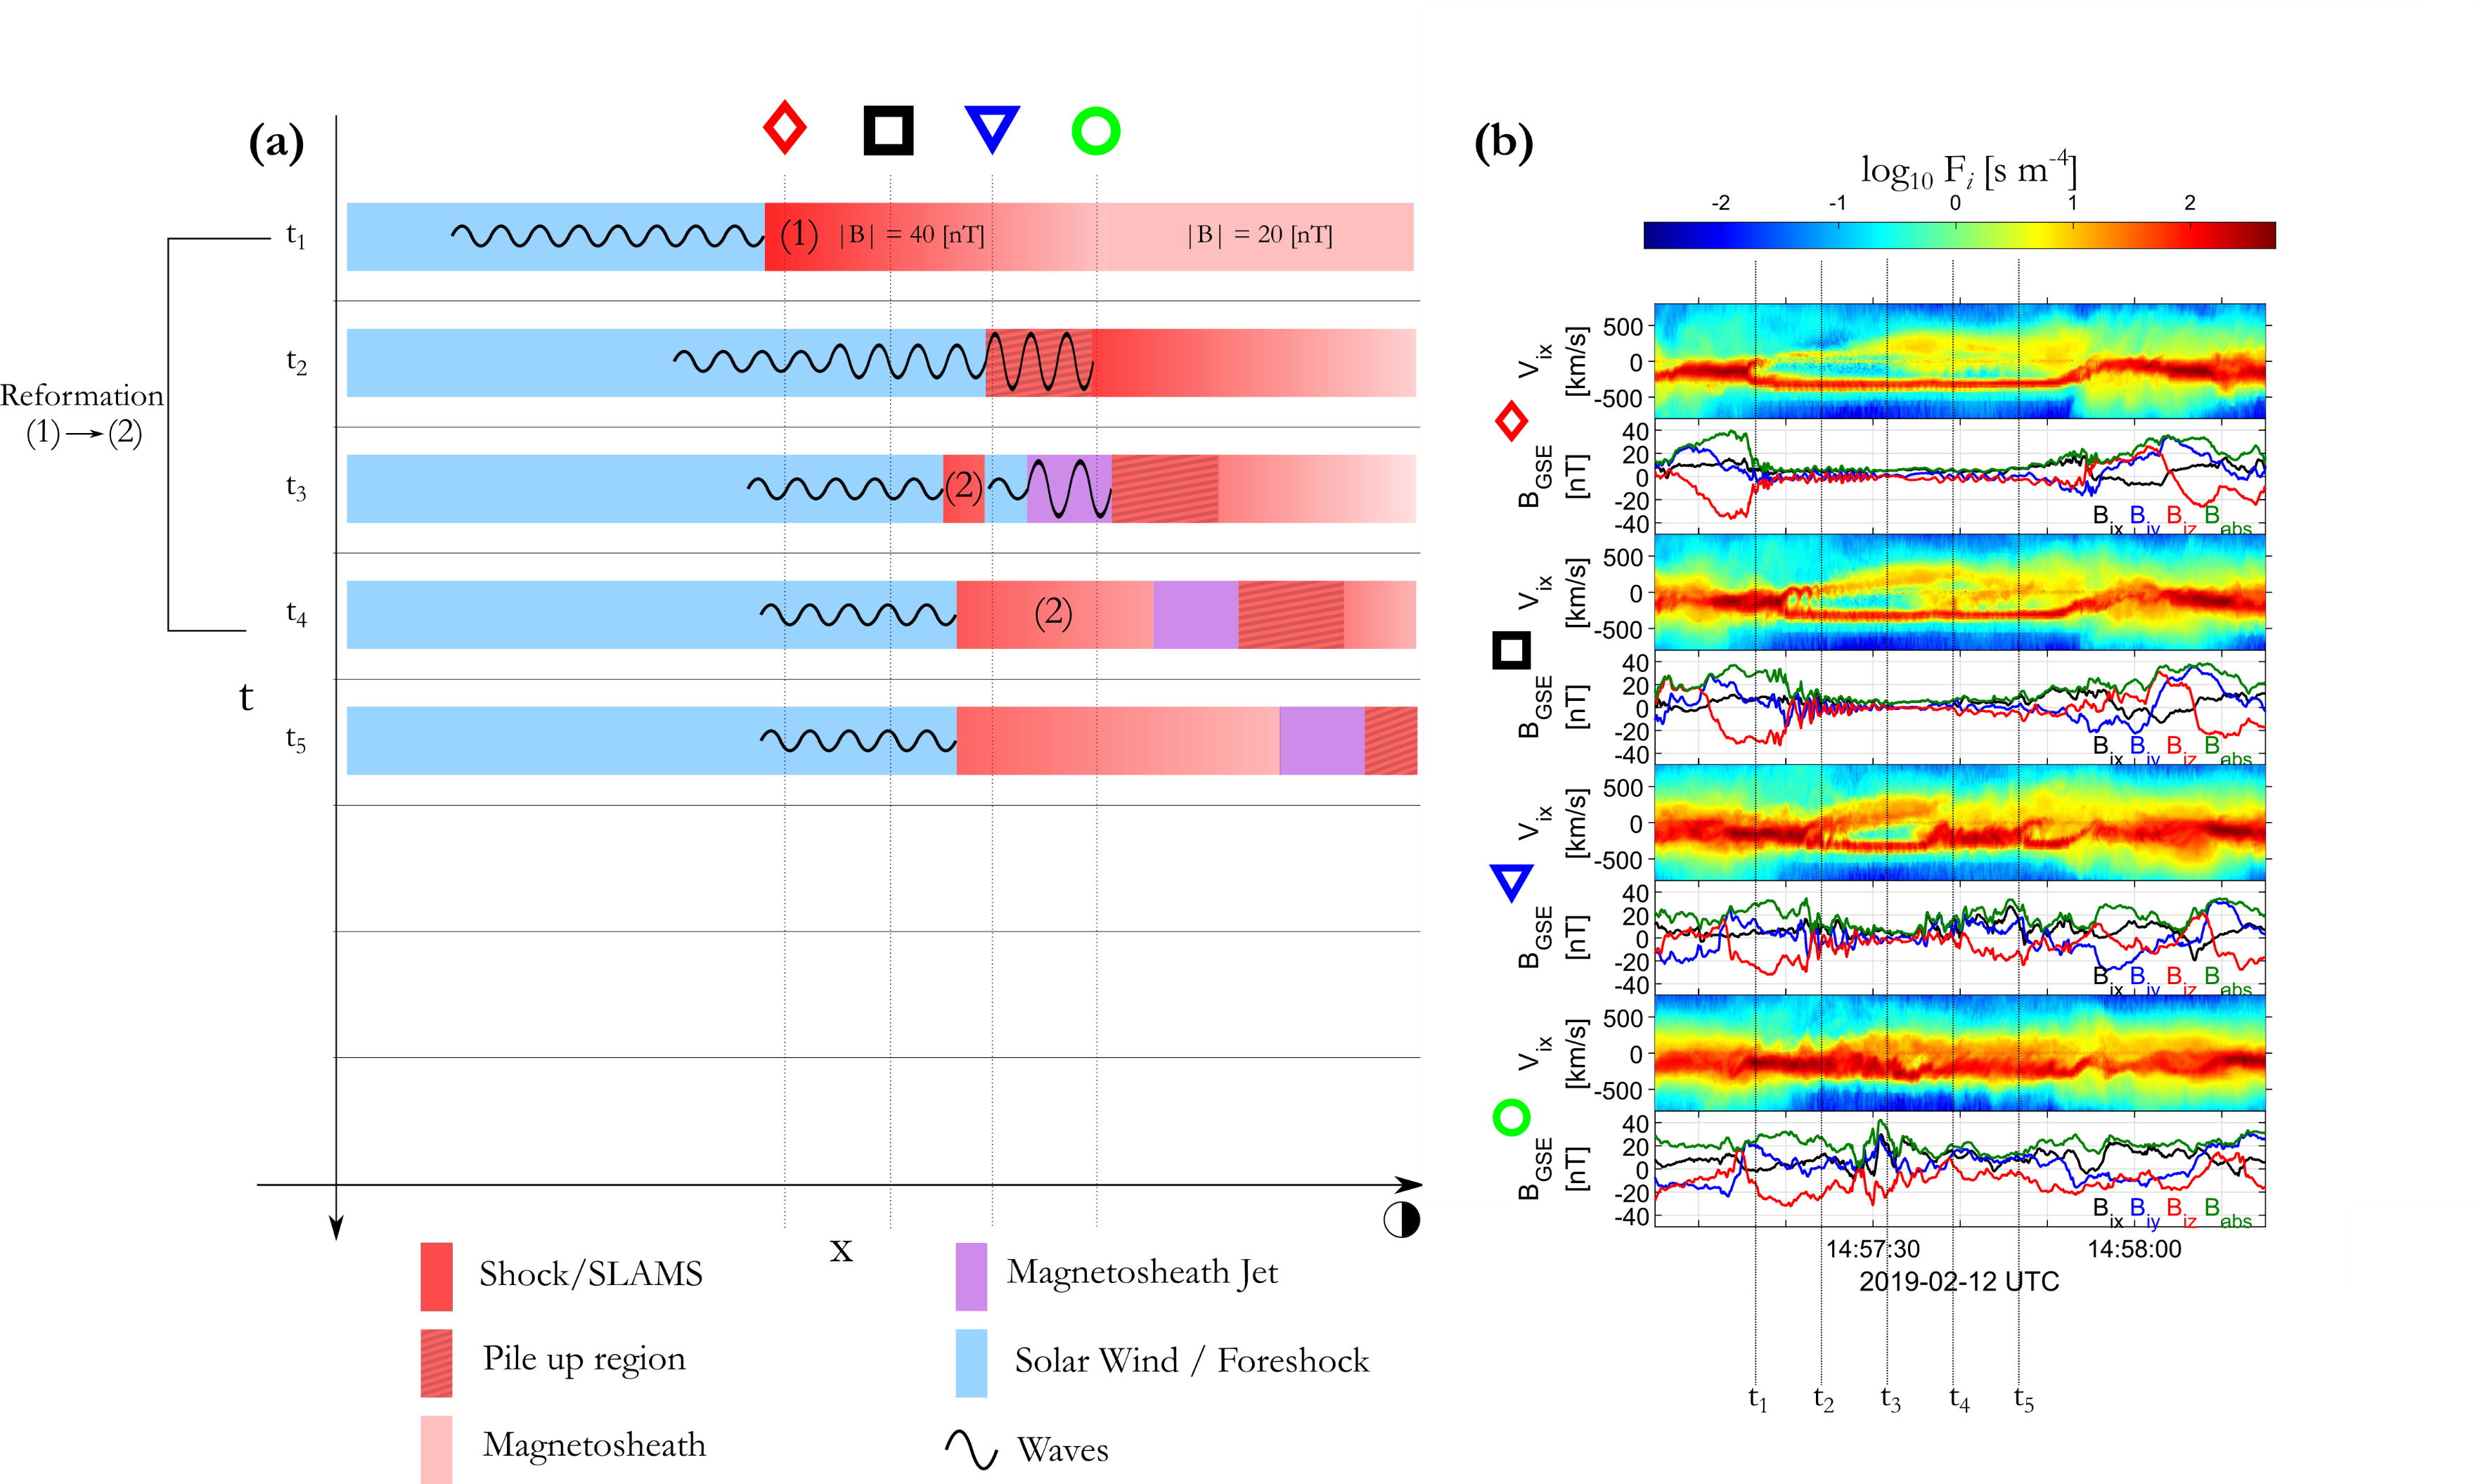 (a)
t1
(1) |B| = 40 [nT] |B| = 20 [nT]
t2
Reformation
(1)→(2)
t3
(2)
t4
(2)
t
t5
x
Shock/SLAMS
Magnetosheath Jet
Pile up region
Solar Wind / Foreshock
Magnetosheath
Waves
(b)
log10 Fi [s m-4]
-2 -1 0 1 2
Vix
[km/s]
500
0
-500
BGSE
[nT]
40
20
0
-20
-40
Bix Biy Biz Babs
Vix
[km/s]
500
0
-500
BGSE
[nT]
40
20
0
-20
-40
Bix Biy Biz Babs
Vix
[km/s]
500
0
-500
BGSE
[nT]
40
20
0
-20
-40
Bix Biy Biz Babs
Vix
[km/s]
500
0
-500
BGSE
[nT]
40
20
0
-20
-40
Bix Biy Biz Babs
14:57:30 14:58:00
2019-02-12 UTC
t1 t2 t3 t4 t5